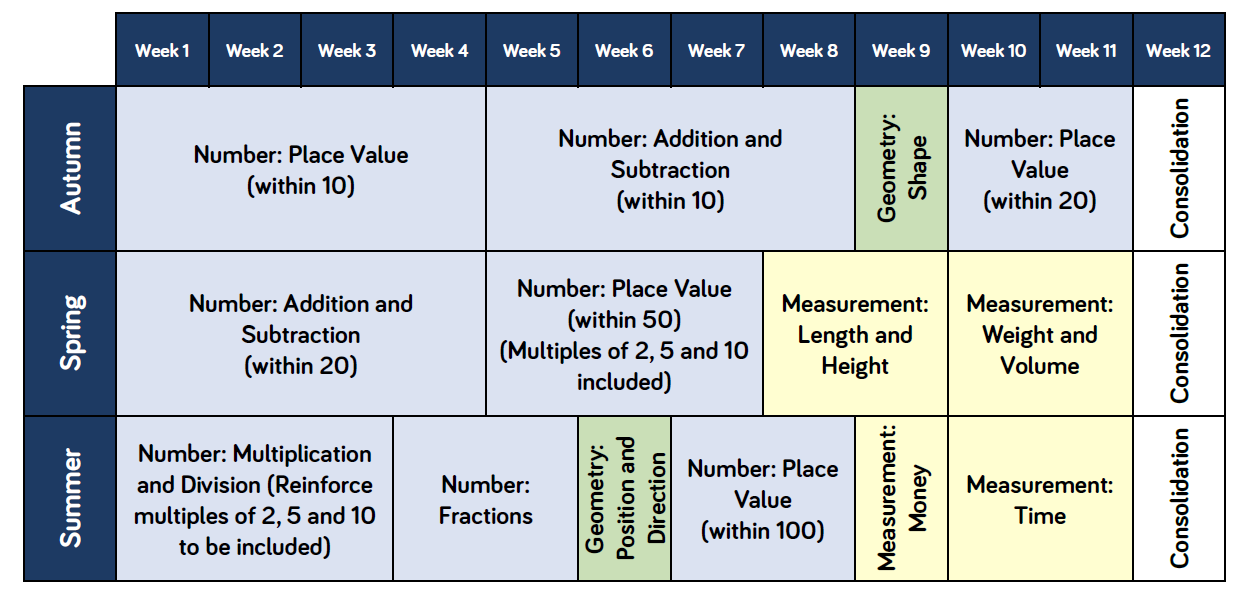 Week 1 Week 2 Week 3 Week 4 Week 5 Week 6 Week 7 Week 8 Week 9 Week 10 Week 11 Week 12
Autumn
Number: Place Value
(within 10)
Number: Addition and
Subtraction
(within 10)
Geometry:
Shape
Number: Place
Value
(within 20)
Consolidation
Spring
Number: Addition and
Subtraction
(within 20)
Number: Place Value
(within 50)
(Multiples of 2, 5 and 10
included)
Measurement:
Length and
Height
Measurement:
Weight and
Volume
Consolidation
Summer
Number: Multiplication
and Division (Reinforce
multiples of 2, 5 and 10
to be included)
Number:
Fractions
Geometry:
Position and
Direction
Number: Place
Value
(within 100)
Measurement:
Money
Measurement:
Time
Consolidation